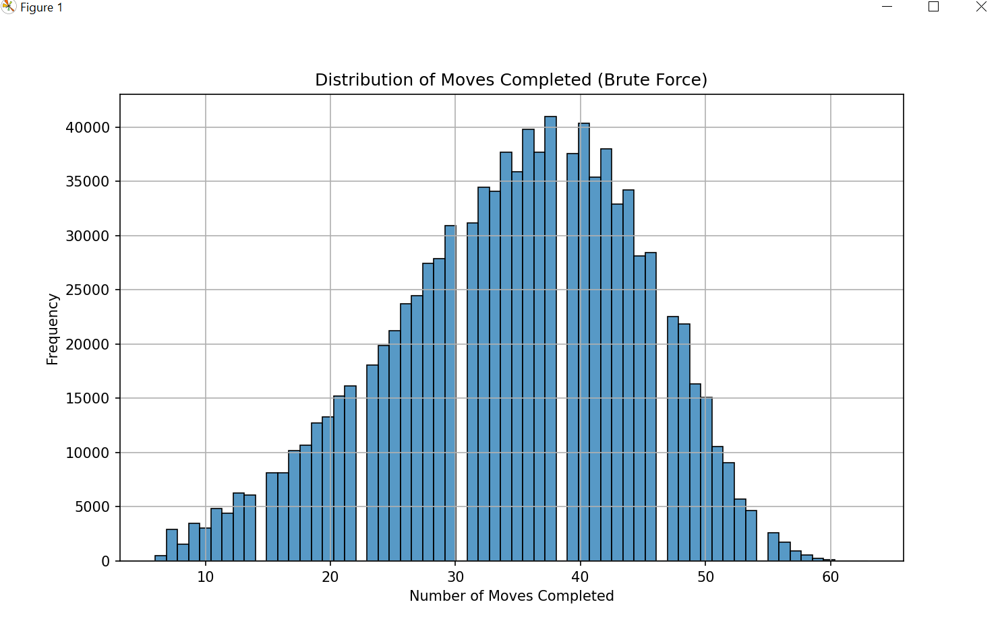 Figure 1
Distribution of Moves Completed (Brute Force)
40000
35000
30000
25000
20000
15000
10000
5000
0
Frequency
10 20 30 40 50 60
Number of Moves Completed